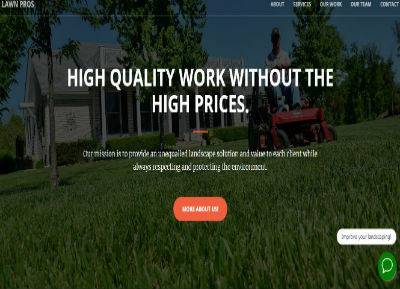 LAWN PROS
ABOUT SERVICES OUR WORK OUR TEAM CONTACT
HIGH QUALITY WORK WITHOUT THE
HIGH PRICES.
Our mission is to provide an unequalled landscape solution and value to each client while
always respecting and protecting the environment.
MORE ABOUT US!
Improve your landscaping!